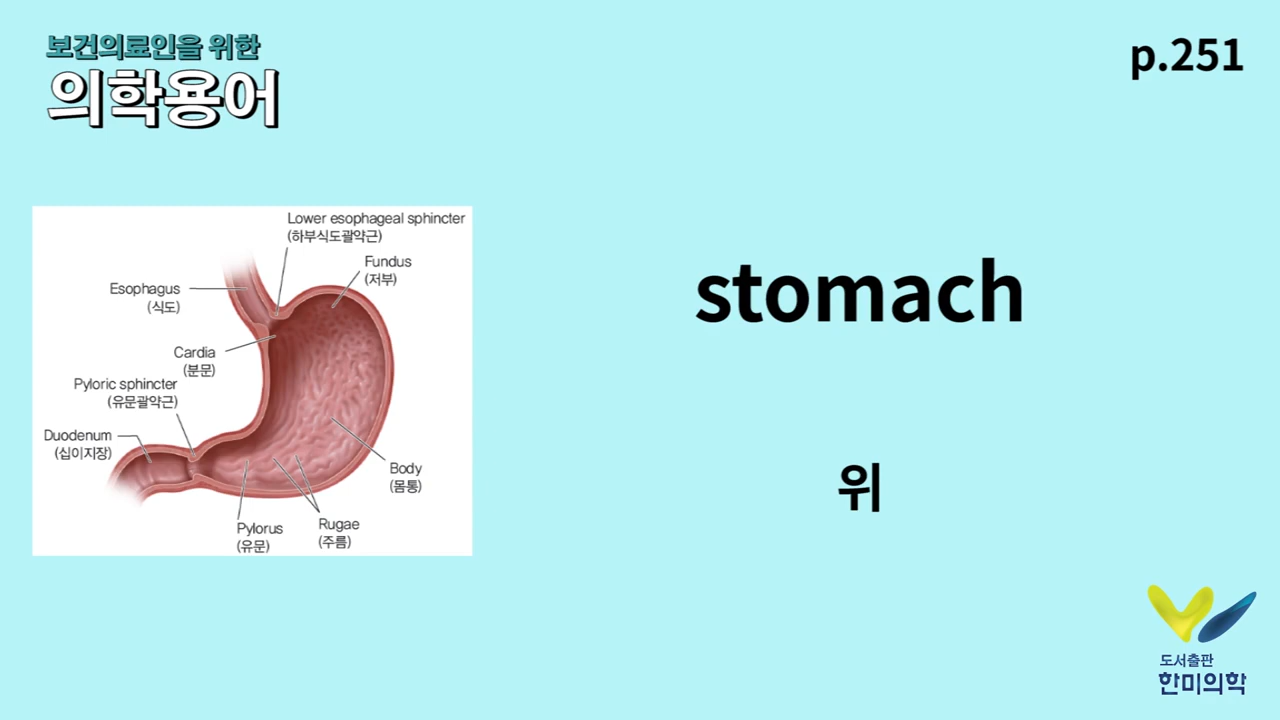 보건의료인을 위한
의학용어
p.251
Lower esophageal sphincter
(하부식도괄약근)
Fundus
(저부)
Esophagus
(식도)
Cardia
(분문)
Pyloric sphincter
(유문괄약근)
Duodenum
(십이지장)
Body
(몸통)
Pylorus
(유문)
Rugae
(주름)
stomach
위
도서출판
한미의학